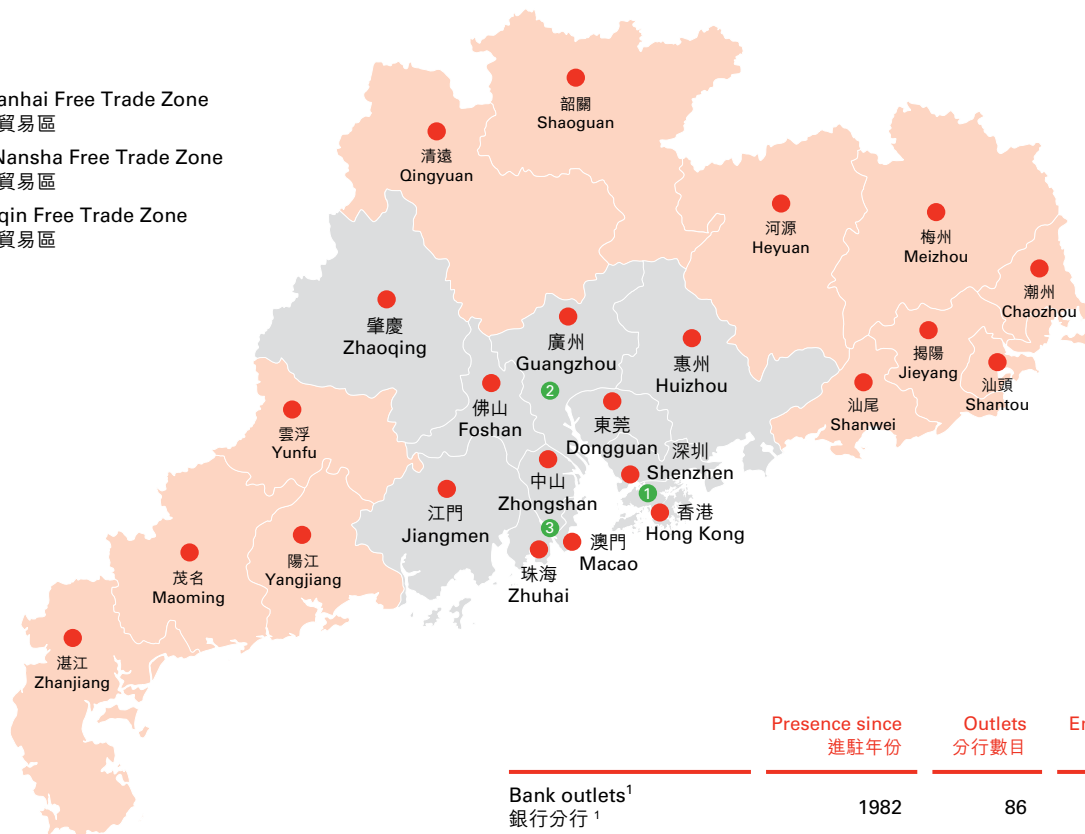 anhai Free Trade Zone
貿易區
Nansha Free Trade Zone
貿易區
qin Free Trade Zone
貿易區
韶關
Shaoguan
清遠
Qingyuan
河源
Heyuan
梅州
Meizhou
潮州
Chaozhou
肇慶
Zhaoqing
廣州
Guangzhou
2
惠州
Huizhou
揭陽
Jieyang
汕頭
Shantou
汕尾
Shanwei
佛山
Foshan
東莞
Dongguan
深圳
Shenzhen
1
雲浮
Yunfu
中山
Zhongshan
3
江門
Jiangmen
香港
Hong Kong
澳門
Macao
珠海
Zhuhai
陽江
Yangjiang
茂名
Maoming
湛江
Zhanjiang
Presence since Outlets En
進駐年份 分行數目
Bank outlets¹ 1982 86
銀行分行 ¹